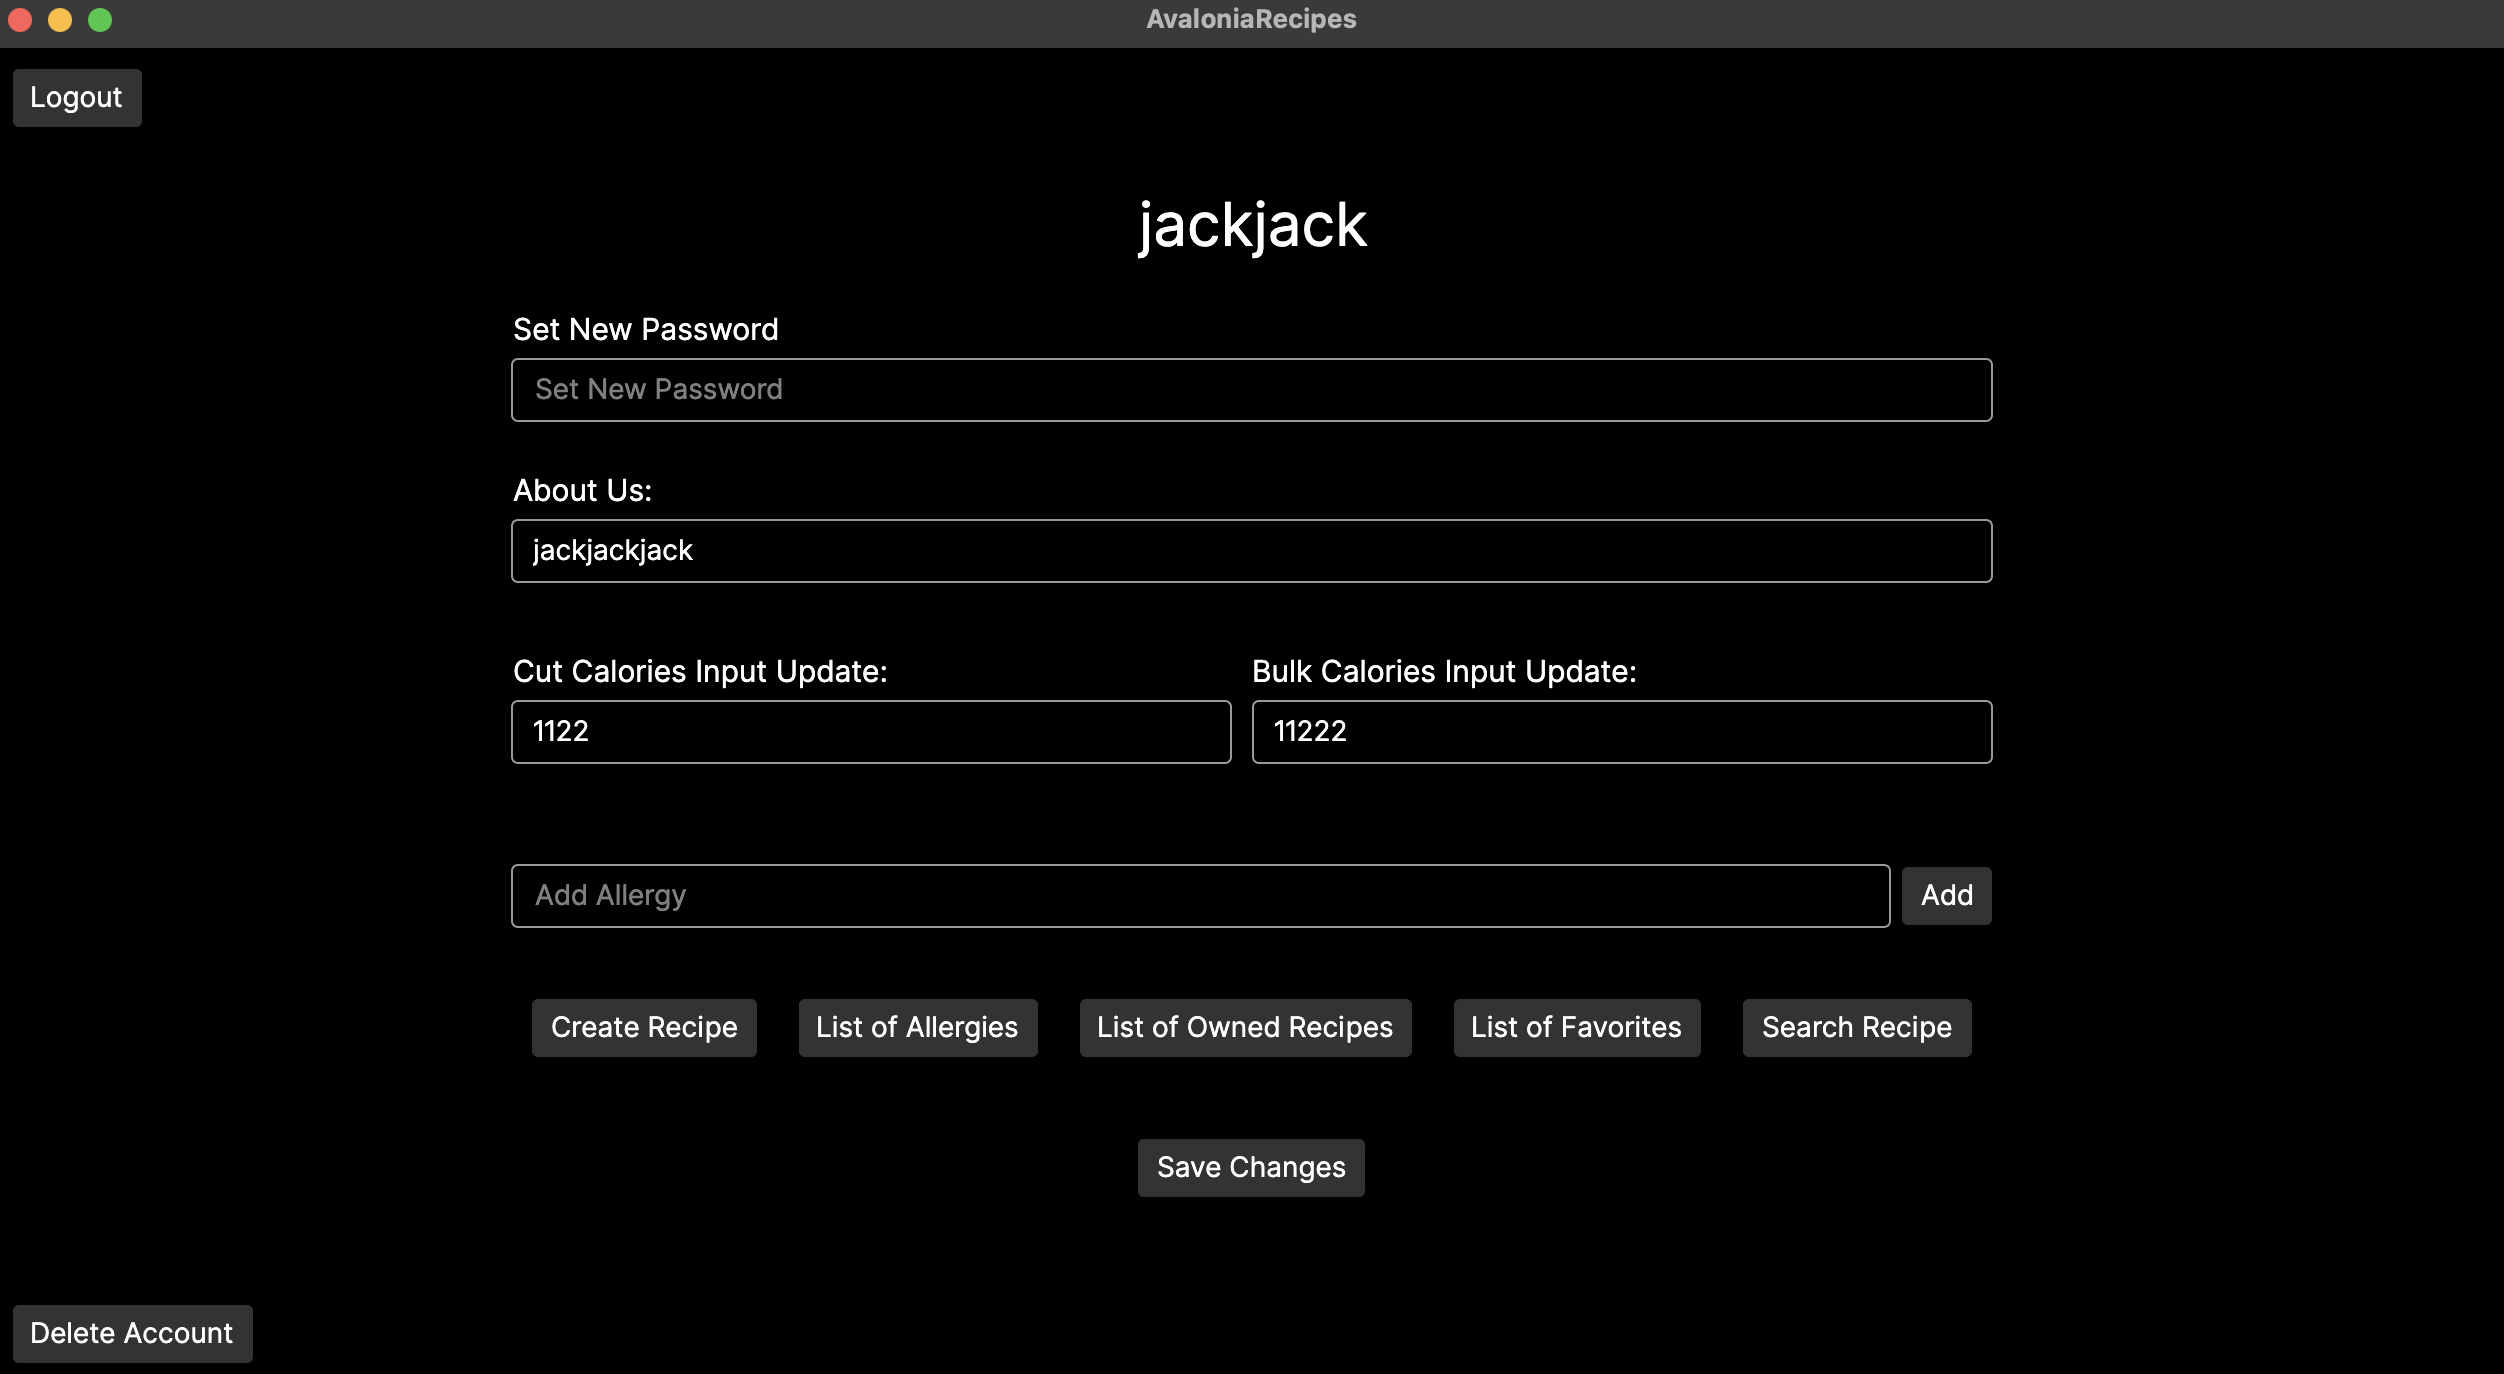 AvaloniaRecipes
Logout
jackjack
Set New Password
Set New Password
About Us:
jackjackjack
Cut Calories Input Update: Bulk Calories Input Update:
1122 11222
Add Allergy Add
Create Recipe List of Allergies List of Owned Recipes List of Favorites Search Recipe
Save Changes
Delete Account